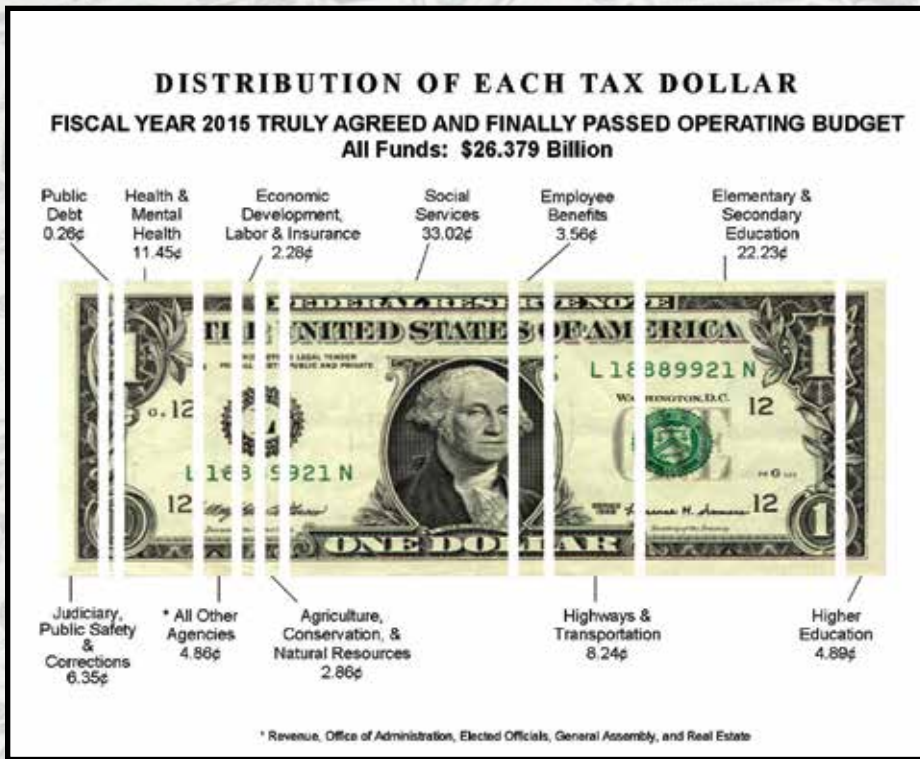 DISTRIBUTION OF EACH TAX DOLLAR
FISCAL YEAR 2015 TRULY AGREED AND FINALLY PASSED OPERATING BUDGET
All Funds: $26.379 Billion
Public
Debt
0.26¢
Health &
Mental
Health
11.45¢
Economic
Development,
Labor & Insurance
2.28¢
Social
Services
33.02¢
Employee
Benefits
3.56¢
Elementary &
Secondary
Education
22.23¢
FEDERAL RESERVE NOTE
THE UNITED STATES OF AMERICA
L18889921N
WASHINGTON, D.C.
12
12
12
12
ONE DOLLAR
Judiciary,
Public Safety
&
Corrections
6.35¢
* All Other
Agencies
4.86¢
Agriculture,
Conservation, &
Natural Resources
2.86¢
Highways &
Transportation
8.24¢
Higher
Education
4.89¢
* Revenue, Office of Administration, Elected Officials, General Assembly, and Real Estate